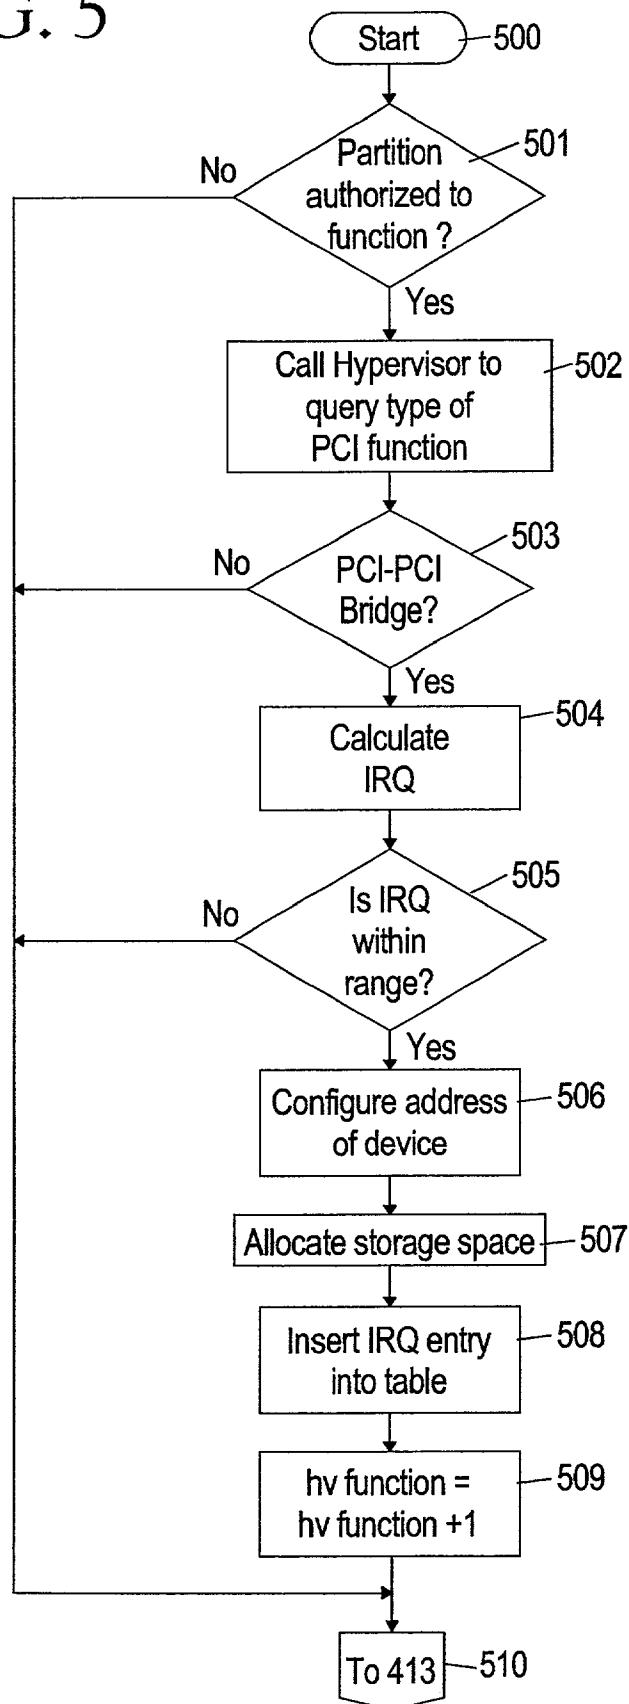 G. 5
Start
500
Partition
authorized to
function ?
501
No
Yes
Call Hypervisor to
query type of
PCI function
502
PCI-PCI
Bridge?
503
No
Yes
Calculate
IRQ
504
Is IRQ
within
range?
505
No
Yes
Configure address
of device
506
Allocate storage space
507
Insert IRQ entry
into table
508
hv function =
hv function +1
509
To 413
510